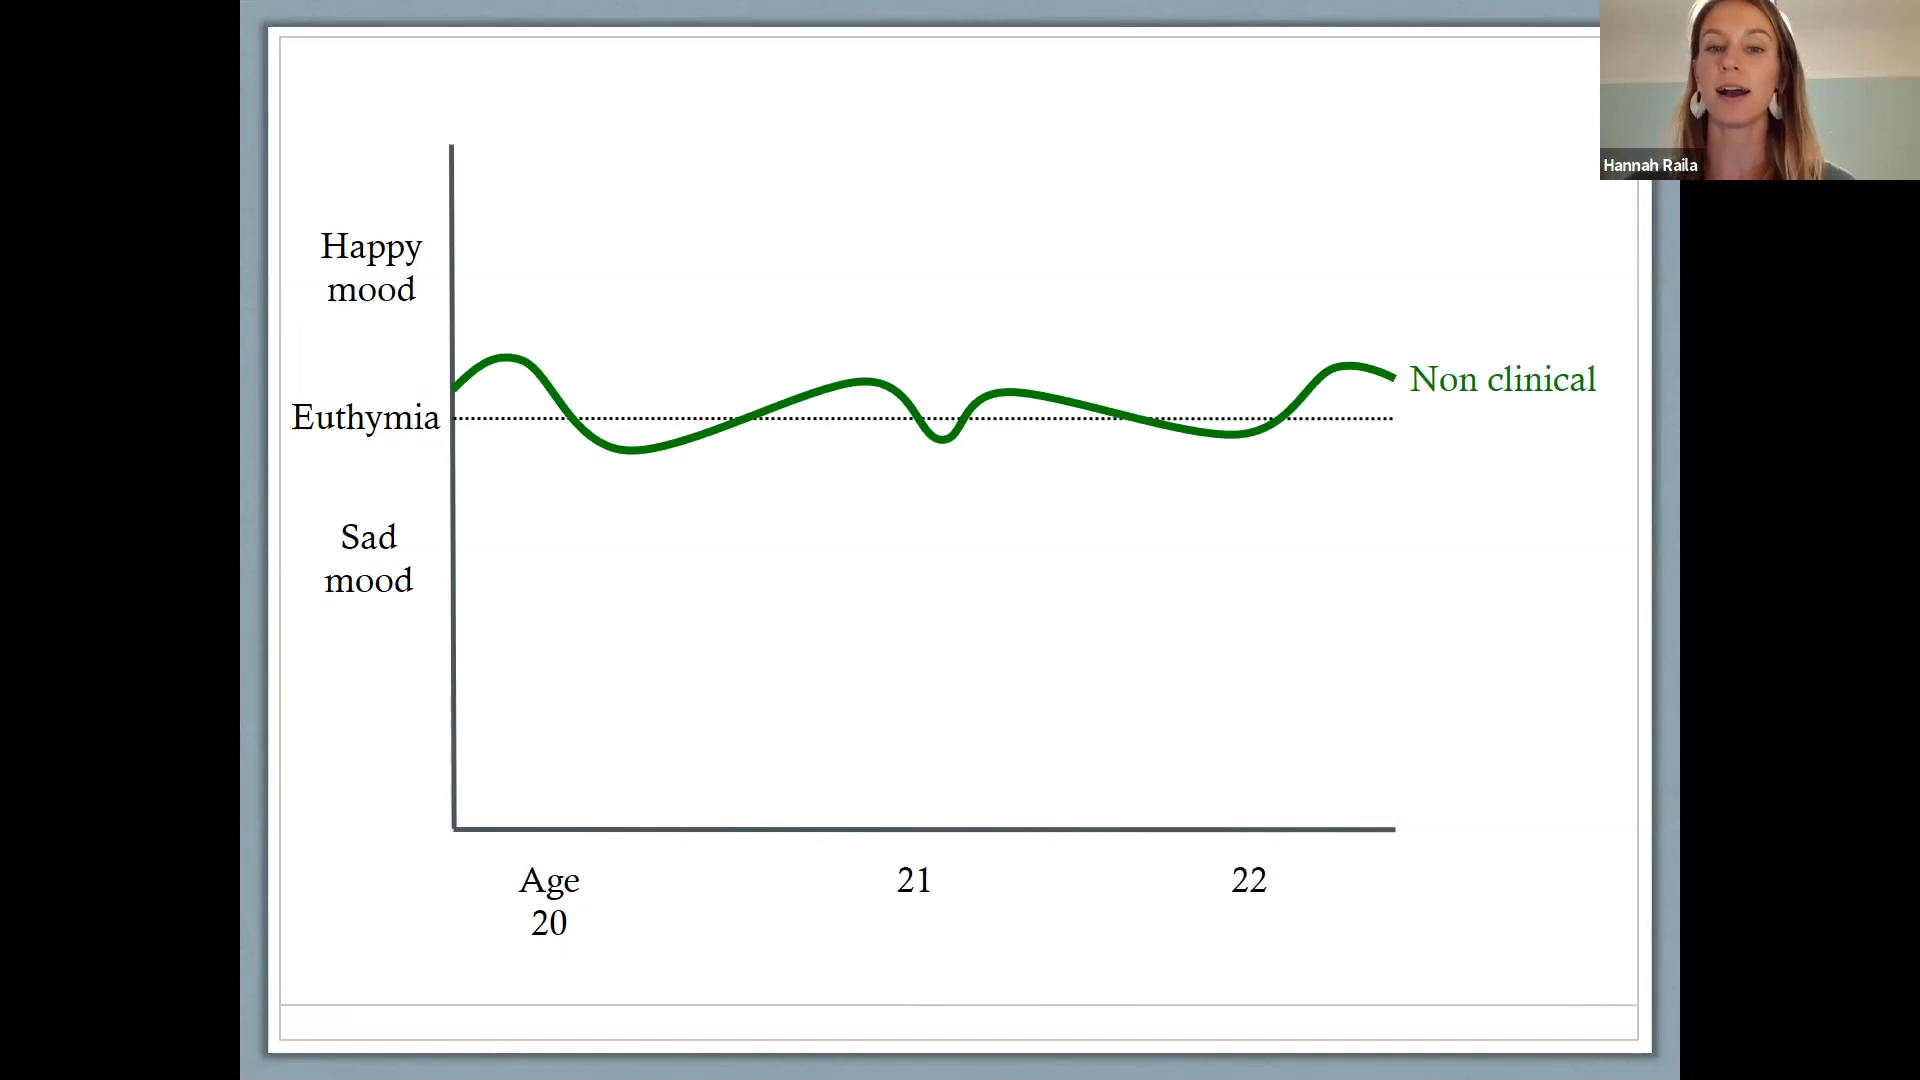 Hannah Raila
Happy
mood
Non clinical
Euthymia
Sad
mood
Age
20
21
22